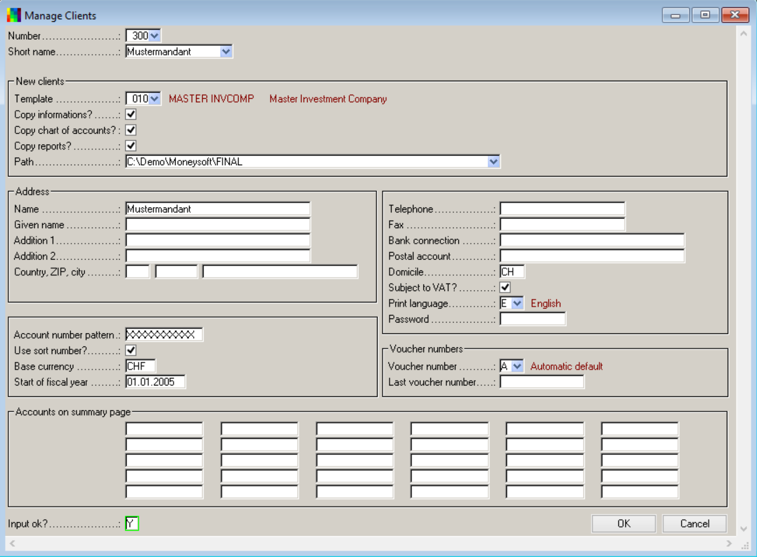 Manage Clients
Number....................: 300
Short name...............: Mustermandant
New clients
Template ................: 010 MASTER INVCOMP Master Investment Company
Copy informations? .......:
Copy chart of accounts? :
Copy reports?.............:
Path......................: C:\Demo\Moneysoft\FINAL
Address
Name ....................: Mustermandant
Given name ..............:
Addition 1................:
Addition 2................:
Country, ZIP, city ........:
Telephone................:
Fax ......................:
Bank connection .........:
Postal account............:
Domicile..................: CH
Subject to VAT? ..........:
Print language............: E English
Password .................:
Account number pattern .: XXXXXXXXXX
Use sort number?........:
Base currency ...........: CHF
Start of fiscal year .......: 01.01.2005
Voucher numbers
Voucher number ..........: A Automatic default
Last voucher number.....:
Accounts on summary page
Input ok?...................: Y
OK Cancel